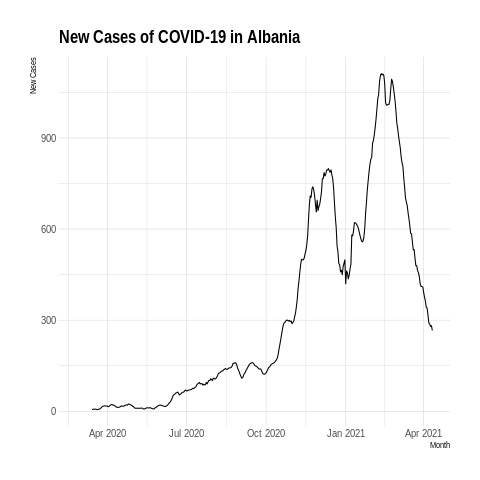 New Cases of COVID-19 in Albania
New Cases
900
600
300
0
Apr 2020 Jul 2020 Oct 2020 Jan 2021 Apr 2021
Month